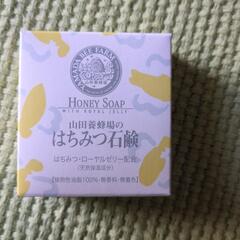 YAMADA BEE FARM
HONEY SOAP
WITH ROYAL JELLY
山田養蜂場の
はちみつ石鹸
はちみつ・ローヤルゼリー配合
(天然保湿成分)
【植物性油脂100%・無香料・無着色】